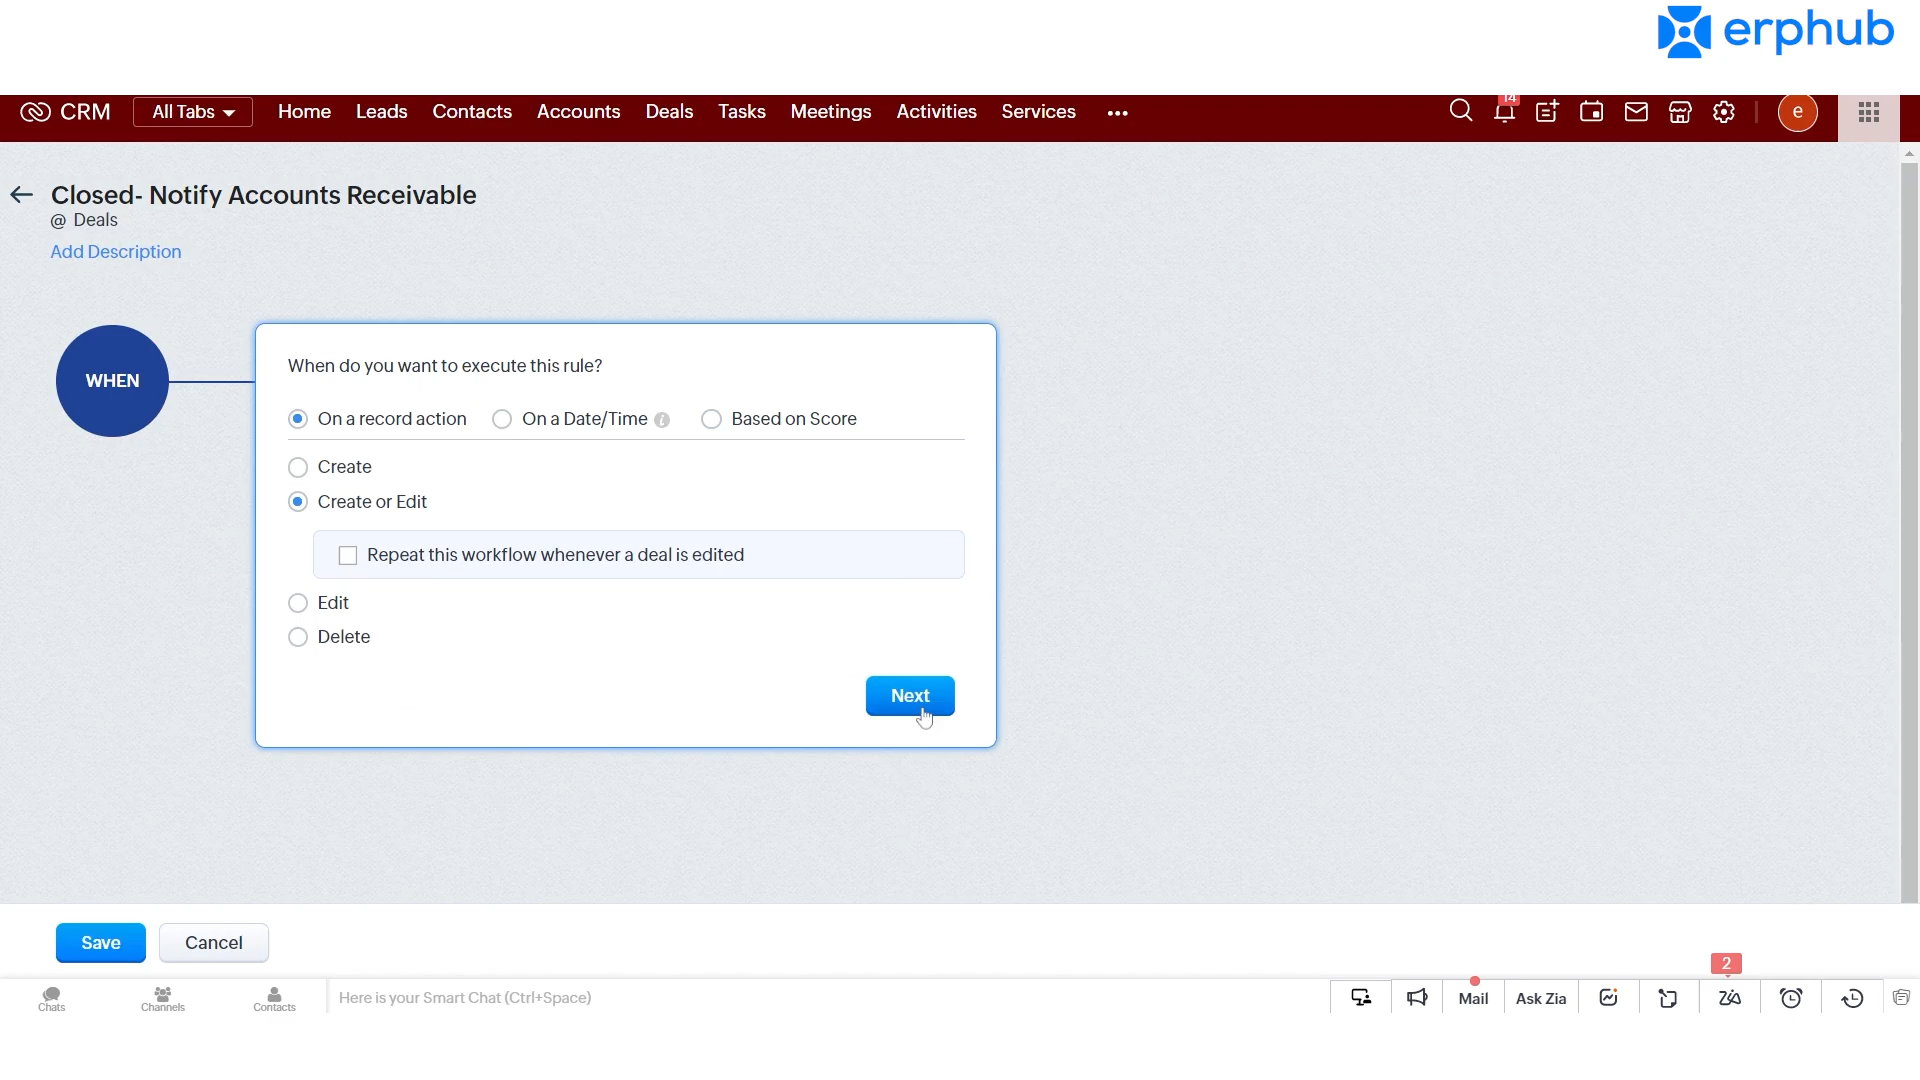 erphub
CRM All Tabs Home Leads Contacts Accounts Deals Tasks Meetings Activities Services ••• 14 e
Closed- Notify Accounts Receivable
@ Deals
Add Description
WHEN
When do you want to execute this rule?
On a record action On a Date/Time i Based on Score
Create
Create or Edit
Repeat this workflow whenever a deal is edited
Edit
Delete
Next
Save Cancel
2
Chats Channels Contacts Here is your Smart Chat (Ctrl+Space) Mail Ask Zia